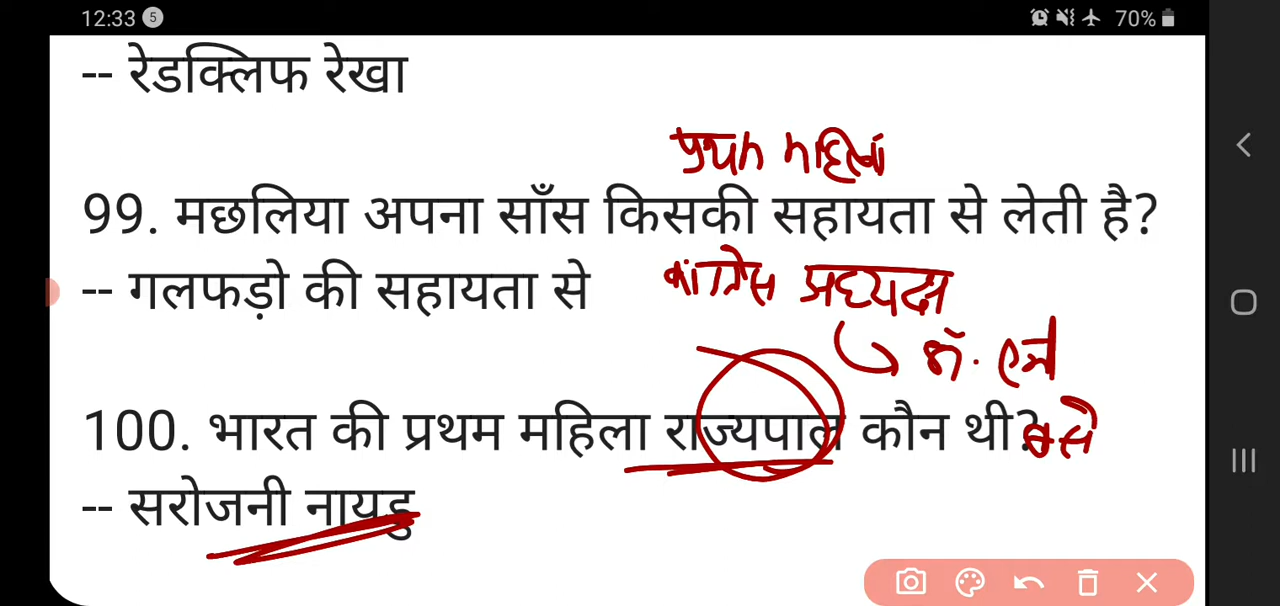 12:33 5 70%
-- रेडक्लिफ रेखा
प्रथम महिला
99. मछलिया अपना साँस किसकी सहायता से लेती है?
-- गलफड़ो की सहायता से
कांग्रेस अध्यक्ष
100. भारत की प्रथम महिला राज्यपाल कौन थी?
-- सरोजनी नायडु